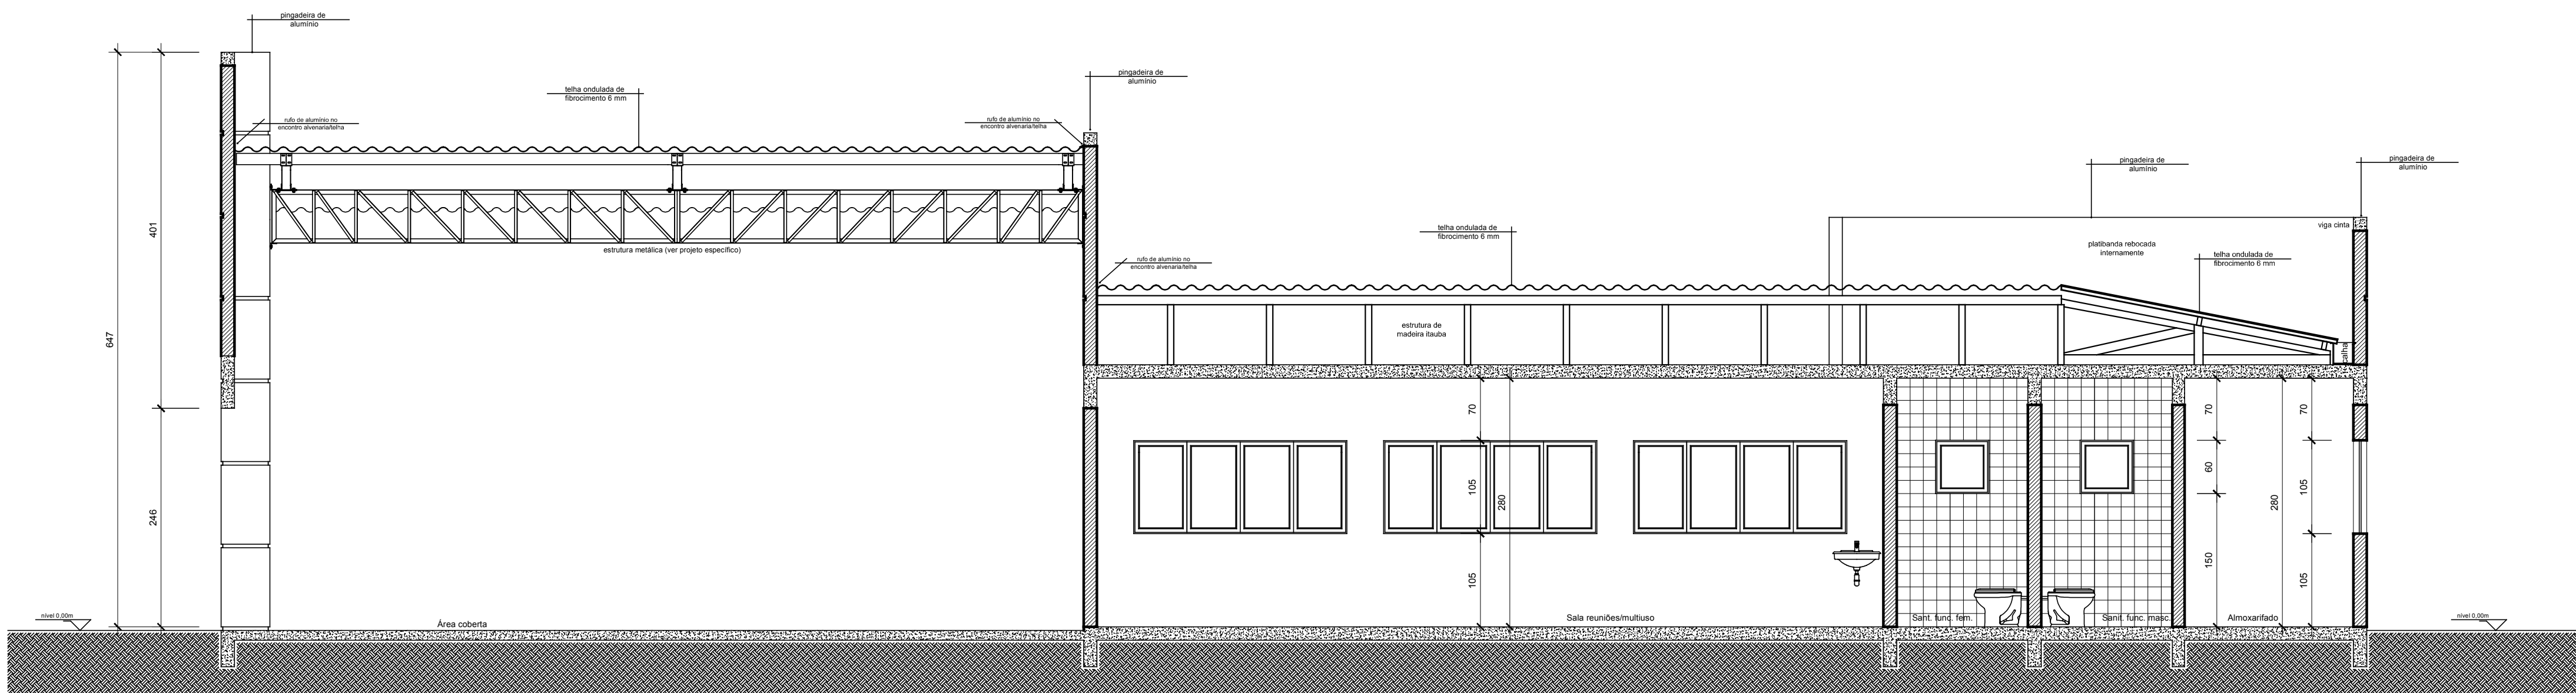 pingadeira de
alumínio
pingadeira de
alumínio
telha ondulada de
fibrocimento 6 mm
rufo de alumínio no
encontro alvenaria/telha
rufo de alumínio no
encontro alvenaria/telha
pingadeira de
alumínio
pingadeira de
alumínio
viga cinta
telha ondulada de
fibrocimento 6 mm
platibanda rebocada
internamente
telha ondulada de
fibrocimento 6 mm
estrutura metálica (ver projeto específico)
rufo de alumínio no
encontro alvenaria/telha
estrutura de
madeira itauba
calha
647
401
246
70
105
105
280
70
60
150
280
70
105
105
nível 0,00m
Área coberta
Sala reuniões/multiuso
Sant. func. fem.
Sanit. func. masc.
Almoxarifado
nível 0,00m